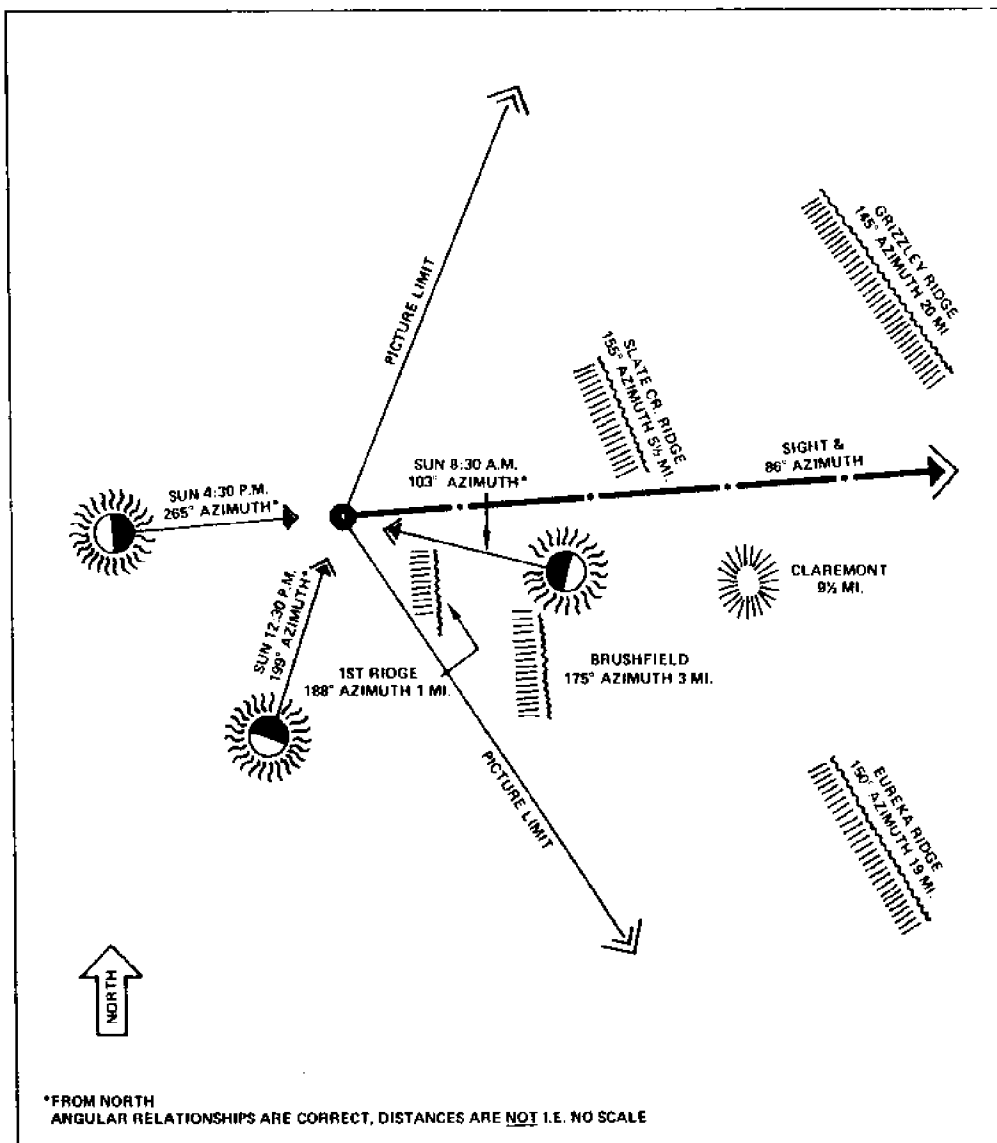 PICTURE LIMIT
GRIZZLEY RIDGE
145° AZIMUTH 20 MI.
SLATE CR. RIDGE
155° AZIMUTH 5½ MI.
SUN 8:30 A.M.
103° AZIMUTH*
SIGHT &
86° AZIMUTH
SUN 4:30 P.M.
265° AZIMUTH*
SUN 12:30 P.M.
199° AZIMUTH*
CLAREMONT
9½ MI.
1ST RIDGE
188° AZIMUTH 1 MI.
BRUSHFIELD
175° AZIMUTH 3 MI.
PICTURE LIMIT
EUREKA RIDGE
150° AZIMUTH 19 MI.
NORTH
*FROM NORTH
ANGULAR RELATIONSHIPS ARE CORRECT, DISTANCES ARE NOT I.E. NO SCALE